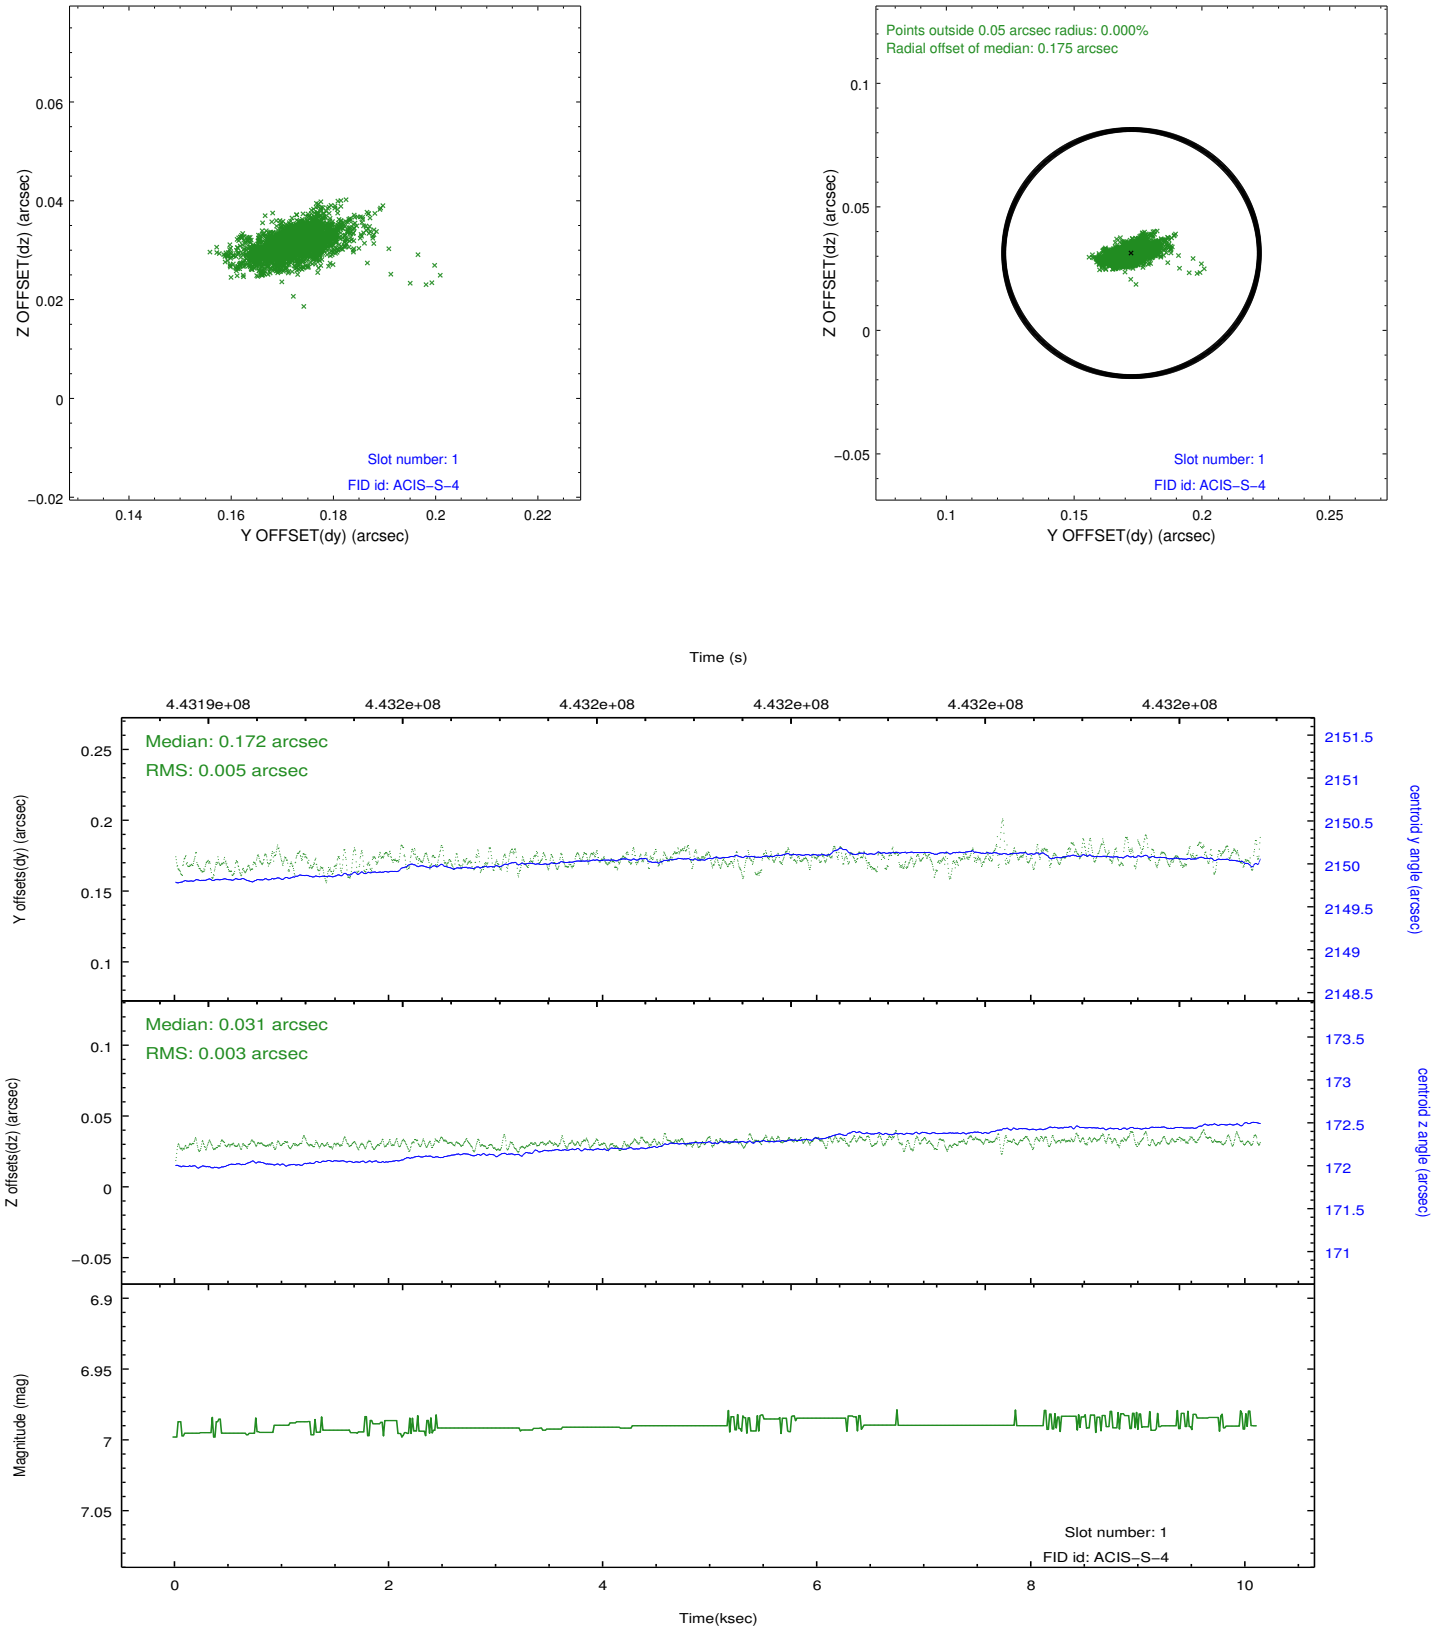 Points outside 0.05 arcsec radius: 0.000%
Radial offset of median: 0.175 arcsec
0.06
0.04
0.02
0
−0.02
Z OFFSET(dz) (arcsec)
0.14 0.16 0.18 0.2 0.22
Y OFFSET(dy) (arcsec)
Slot number: 1
FID id: ACIS−S−4
0.1
0.05
0
−0.05
Z OFFSET(dz) (arcsec)
0.1 0.15 0.2 0.25
Y OFFSET(dy) (arcsec)
Slot number: 1
FID id: ACIS−S−4
Time (s)
4.4319e+08 4.432e+08 4.432e+08 4.432e+08 4.432e+08 4.432e+08
Median: 0.172 arcsec
RMS: 0.005 arcsec
0.25
0.2
0.15
0.1
Y offsets(dy) (arcsec)
2151.5
2151
2150.5
2150
2149.5
2149
2148.5
centroid y angle (arcsec)
Median: 0.031 arcsec
RMS: 0.003 arcsec
0.1
0.05
0
−0.05
Z offsets(dz) (arcsec)
173.5
173
172.5
172
171.5
171
centroid z angle (arcsec)
6.9
6.95
7
7.05
Magnitude (mag)
Slot number: 1
FID id: ACIS−S−4
0 2 4 6 8 10
Time(ksec)